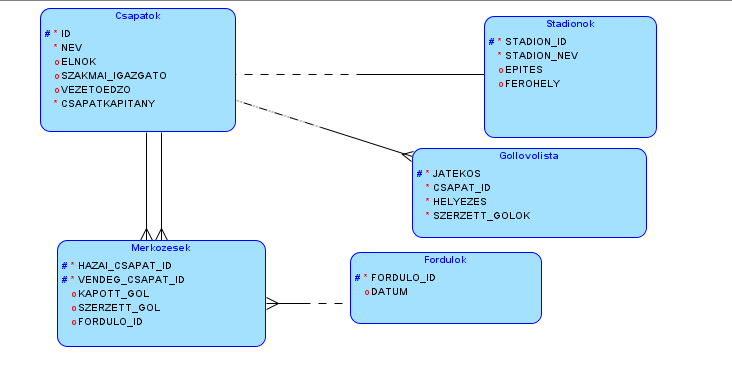 Csapatok
# * ID
* NEV
o ELNOK
o SZAKMAI_IGAZGATO
o VEZETOEDZO
* CSAPATKAPITANY
Stadionok
# * STADION_ID
* STADION_NEV
o EPITES
o FEROHELY
Gollovolista
# * JATEKOS
* CSAPAT_ID
* HELYEZES
* SZERZETT_GOLOK
Merkozesek
# * HAZAI_CSAPAT_ID
# * VENDEG_CSAPAT_ID
o KAPOTT_GOL
o SZERZETT_GOL
o FORDULO_ID
Fordulok
# * FORDULO_ID
o DATUM